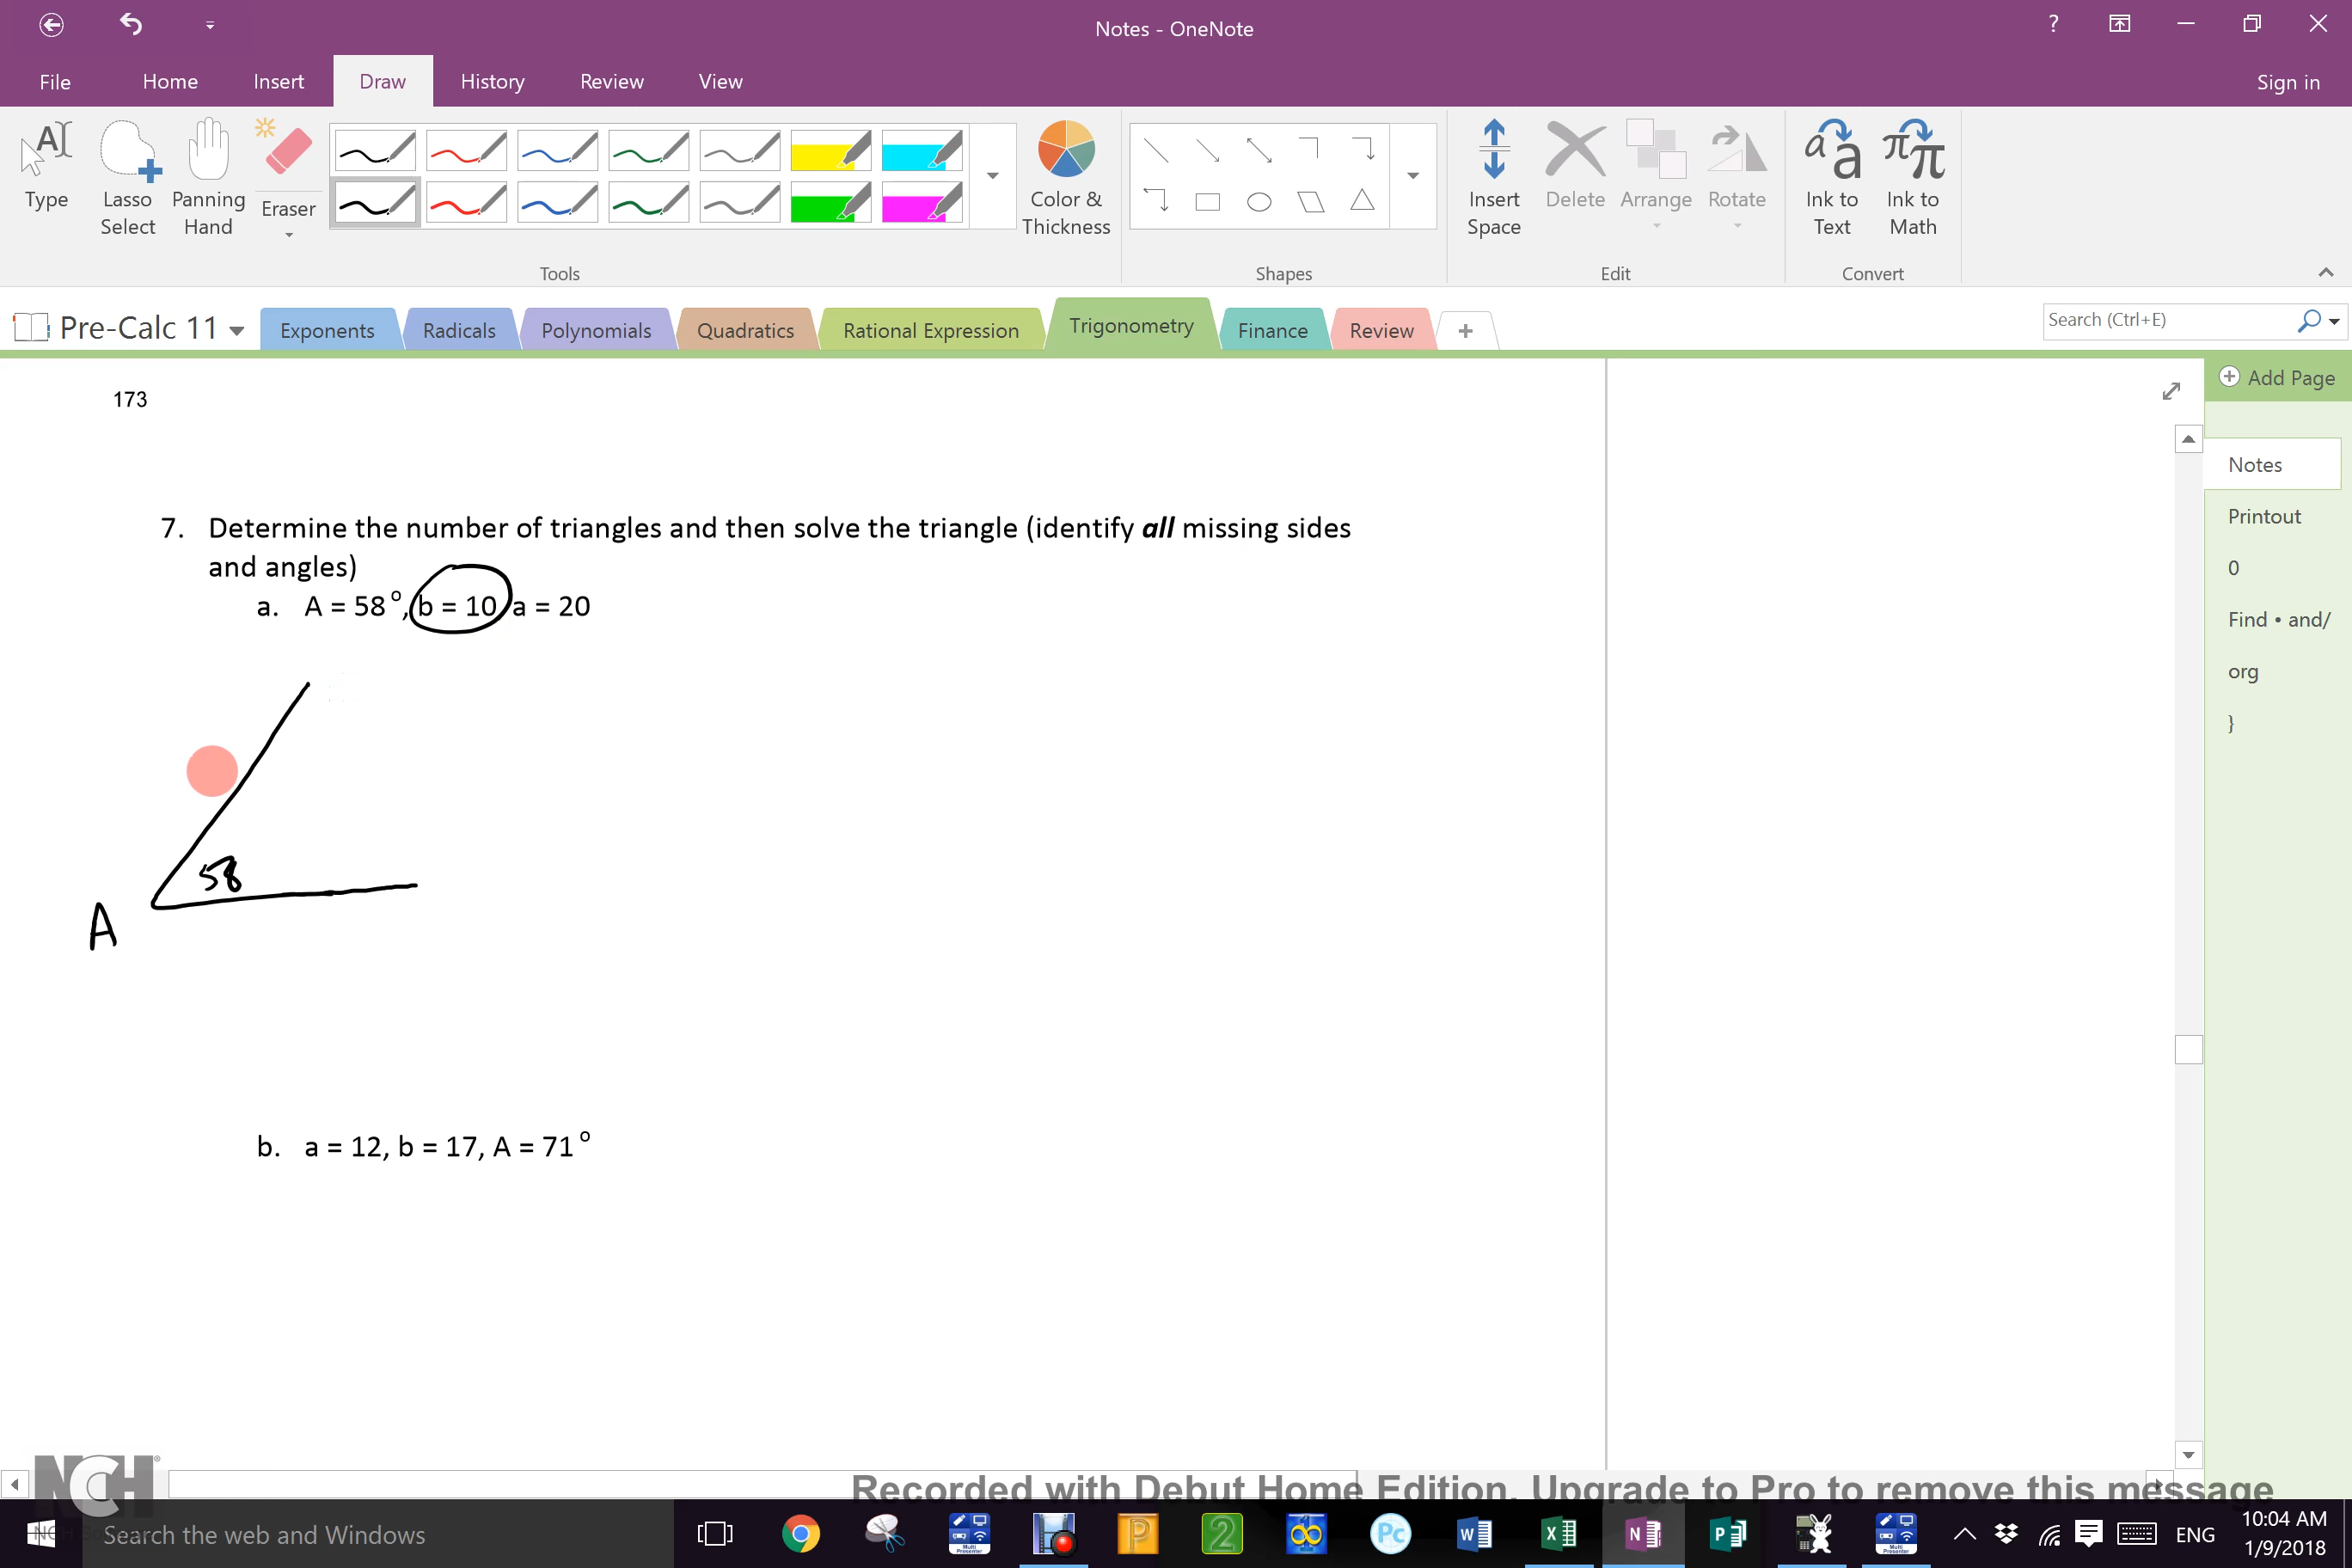 Notes - OneNote
?
File Home Insert Draw History Review View Sign in
Type
Lasso Select
Panning Hand
Eraser
Color & Thickness
Insert Space
Delete
Arrange
Rotate
Ink to Text
Ink to Math
Tools Shapes Edit Convert
Pre-Calc 11 Exponents Radicals Polynomials Quadratics Rational Expression Trigonometry Finance Review +
Search (Ctrl+E)
Add Page
Notes
Printout
0
Find • and/
org
}
173
7. Determine the number of triangles and then solve the triangle (identify all missing sides
and angles)
a. A = 58°, b = 10 a = 20
58
A
b. a = 12, b = 17, A = 71°
NCH
Recorded with Debut Home Edition. Upgrade to Pro to remove this message
Search the web and Windows
ENG
10:04 AM
1/9/2018